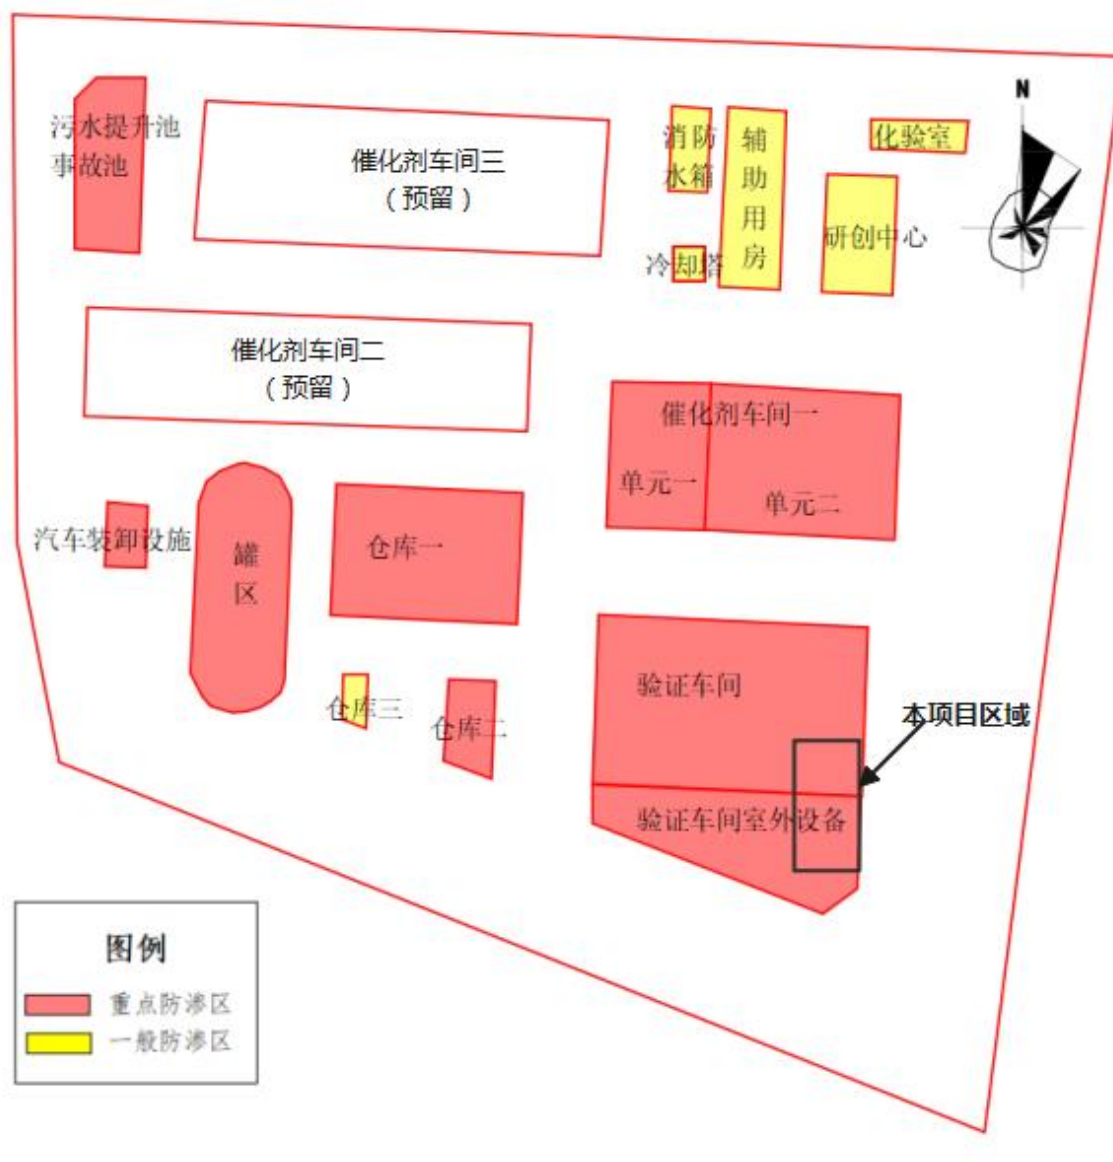 N
污水提升池
事故池
催化剂车间三
（预留）
消防
水箱
辅
助
用
房
化验室
研创中心
冷却塔
催化剂车间二
（预留）
催化剂车间一
单元一
单元二
汽车装卸设施
罐
区
仓库一
仓库三
仓库二
验证车间
本项目区域
验证车间室外设备
图例
重点防渗区
一般防渗区